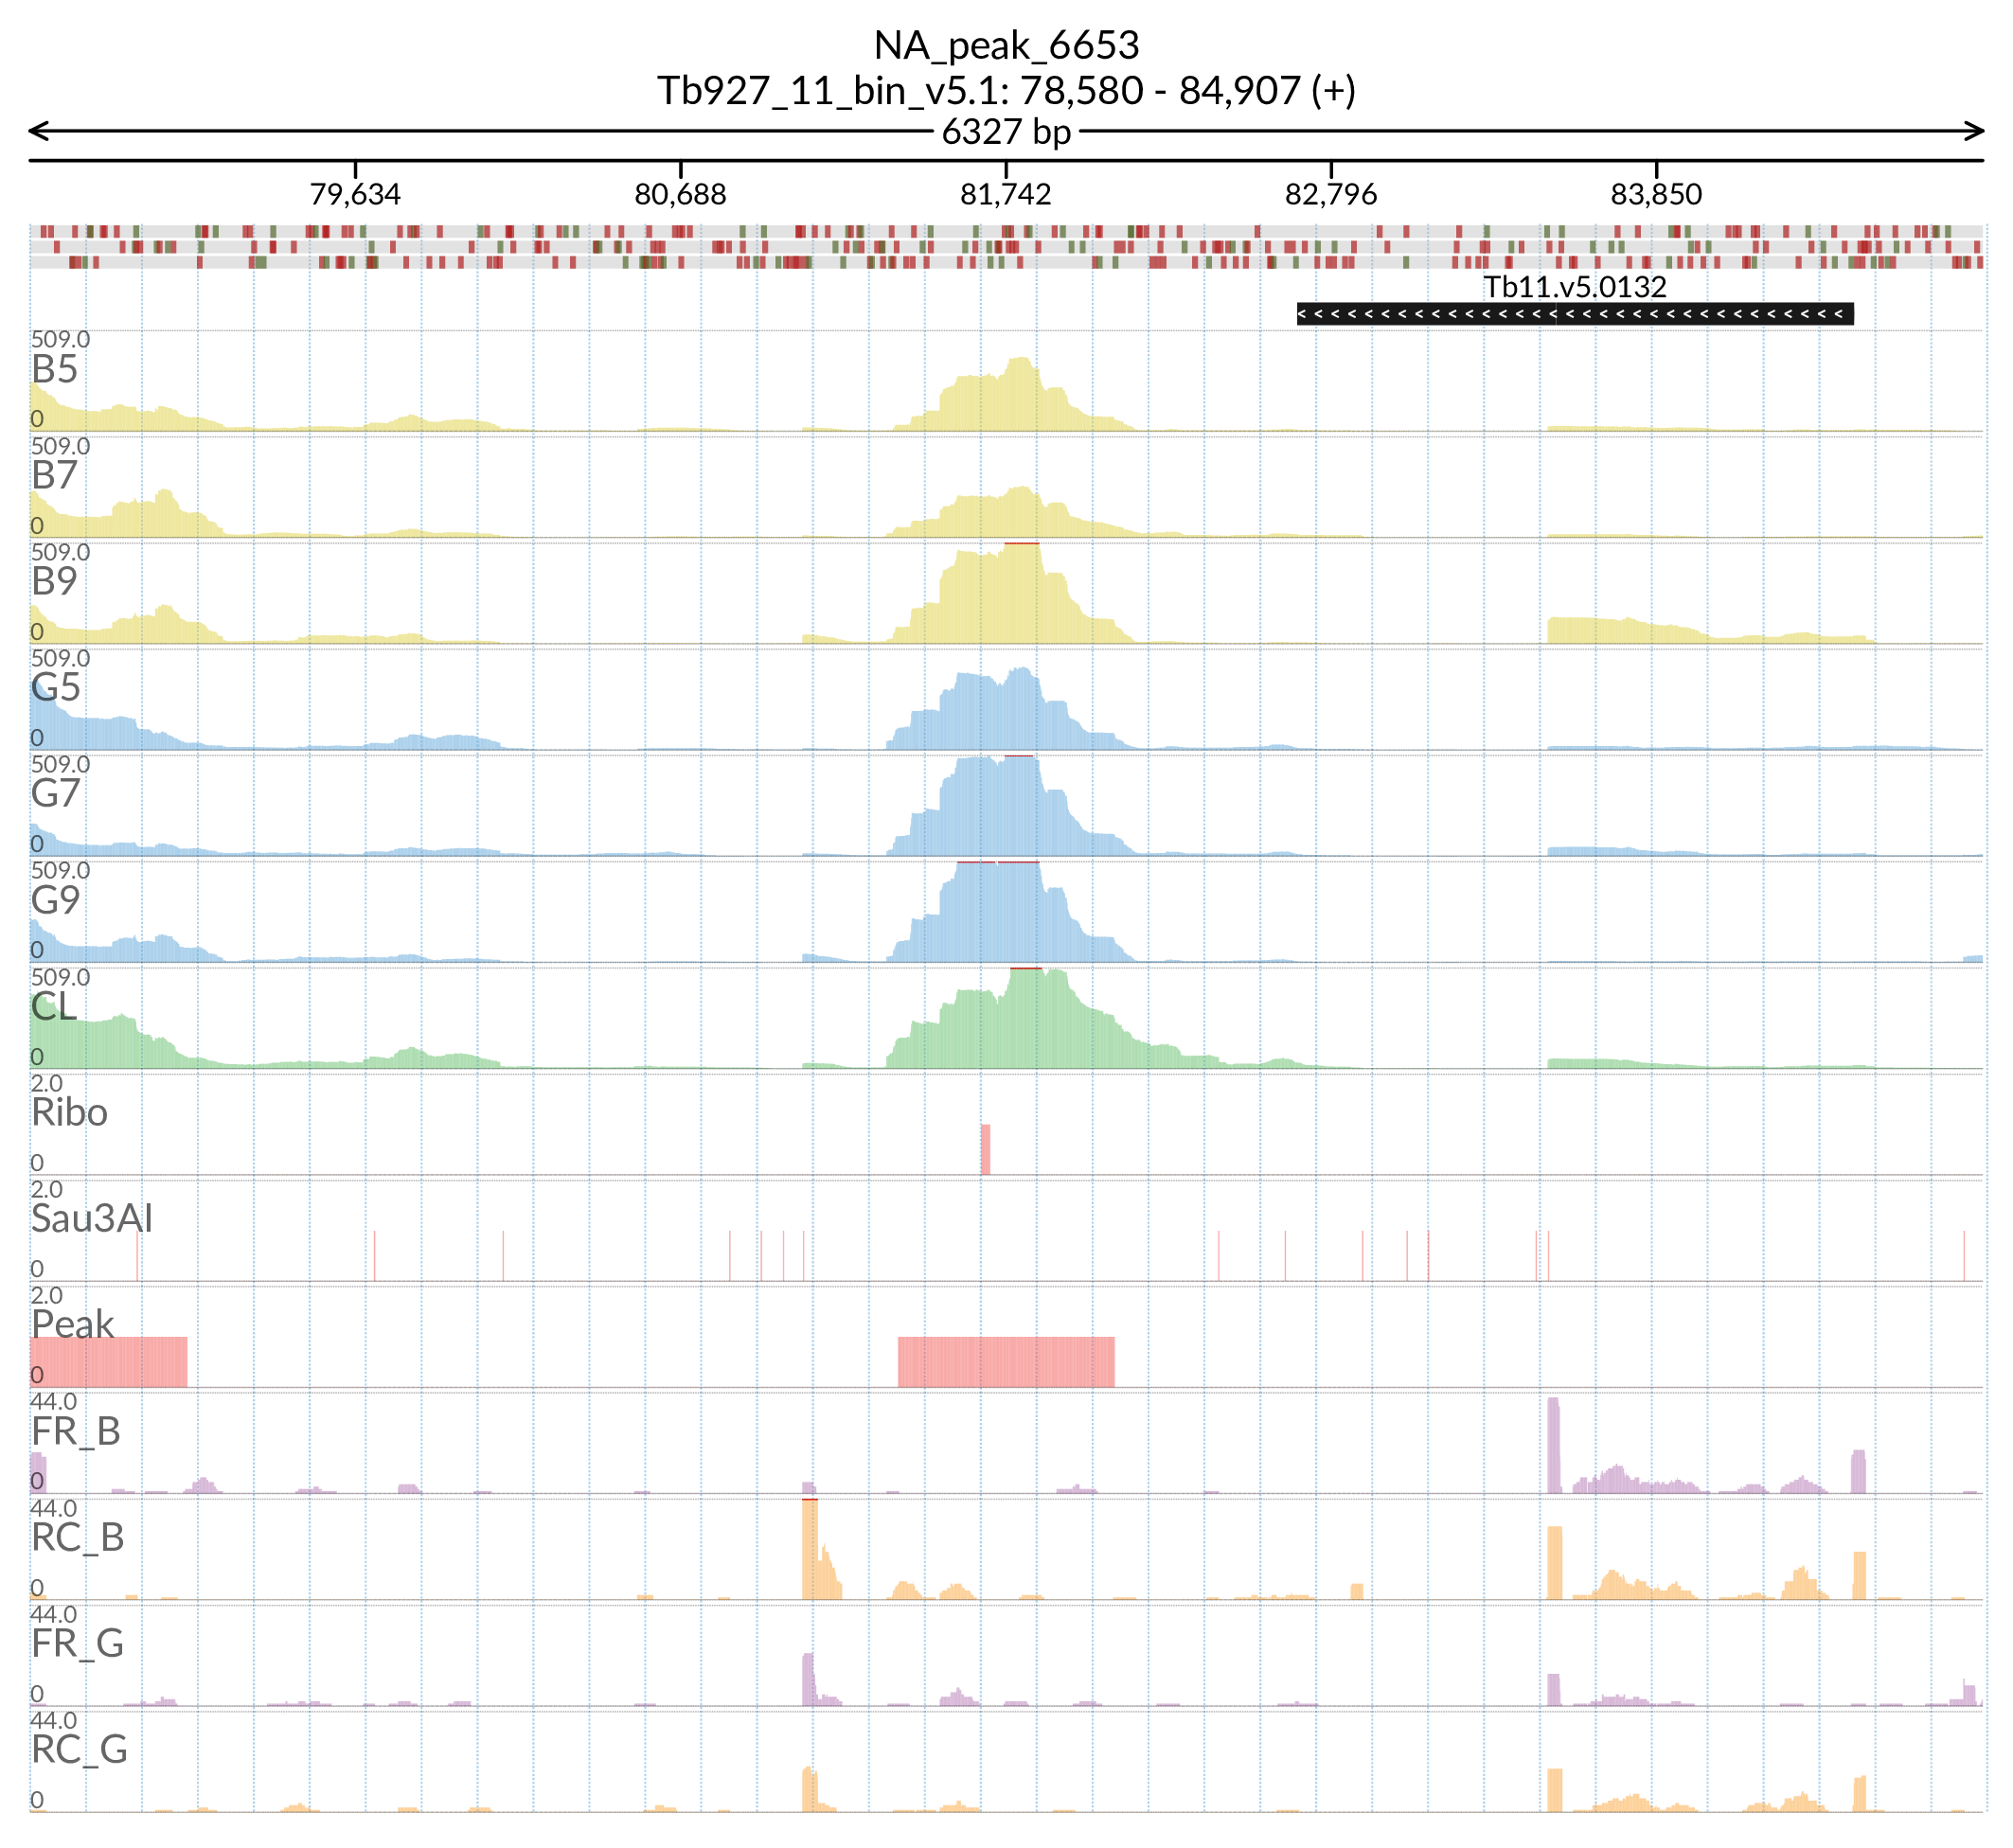 NA_peak_6653
Tb927_11_bin_v5.1: 78,580 - 84,907 (+)
6327 bp
79,634 80,688 81,742 82,796 83,850
Tb11.v5.0132
509.0
B5
0
509.0
B7
0
509.0
B9
0
509.0
G5
0
509.0
G7
0
509.0
G9
0
509.0
CL
0
2.0
Ribo
0
2.0
Sau3AI
0
2.0
Peak
0
44.0
FR_B
0
44.0
RC_B
0
44.0
FR_G
0
44.0
RC_G
0